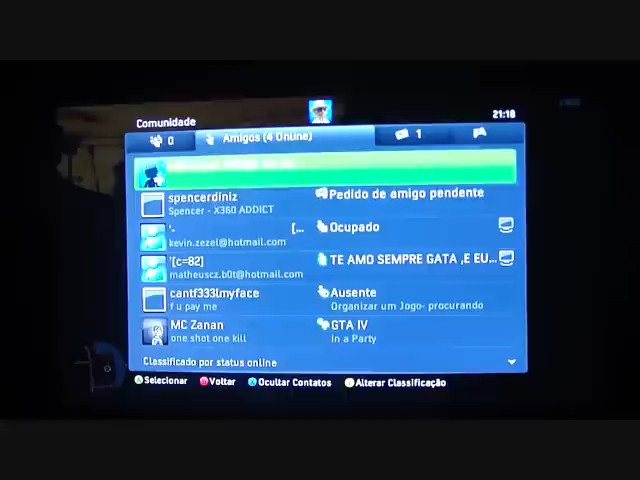 Comunidade
21:18
0
Amigos (4 Online)
1
spencerdiniz
Pedido de amigo pendente
Spencer - X360 ADDICT
'- [...
Ocupado
kevin.zezel@hotmail.com
'[c=82]
TE AMO SEMPRE GATA ,E EU...
matheuscz.b0t@hotmail.com
cantf333lmyface
Ausente
f u pay me
Organizar um Jogo- procurando
MC Zanan
GTA IV
one shot one kill
In a Party
Classificado por status online
A Selecionar B Voltar X Ocultar Contatos Y Alterar Classificação